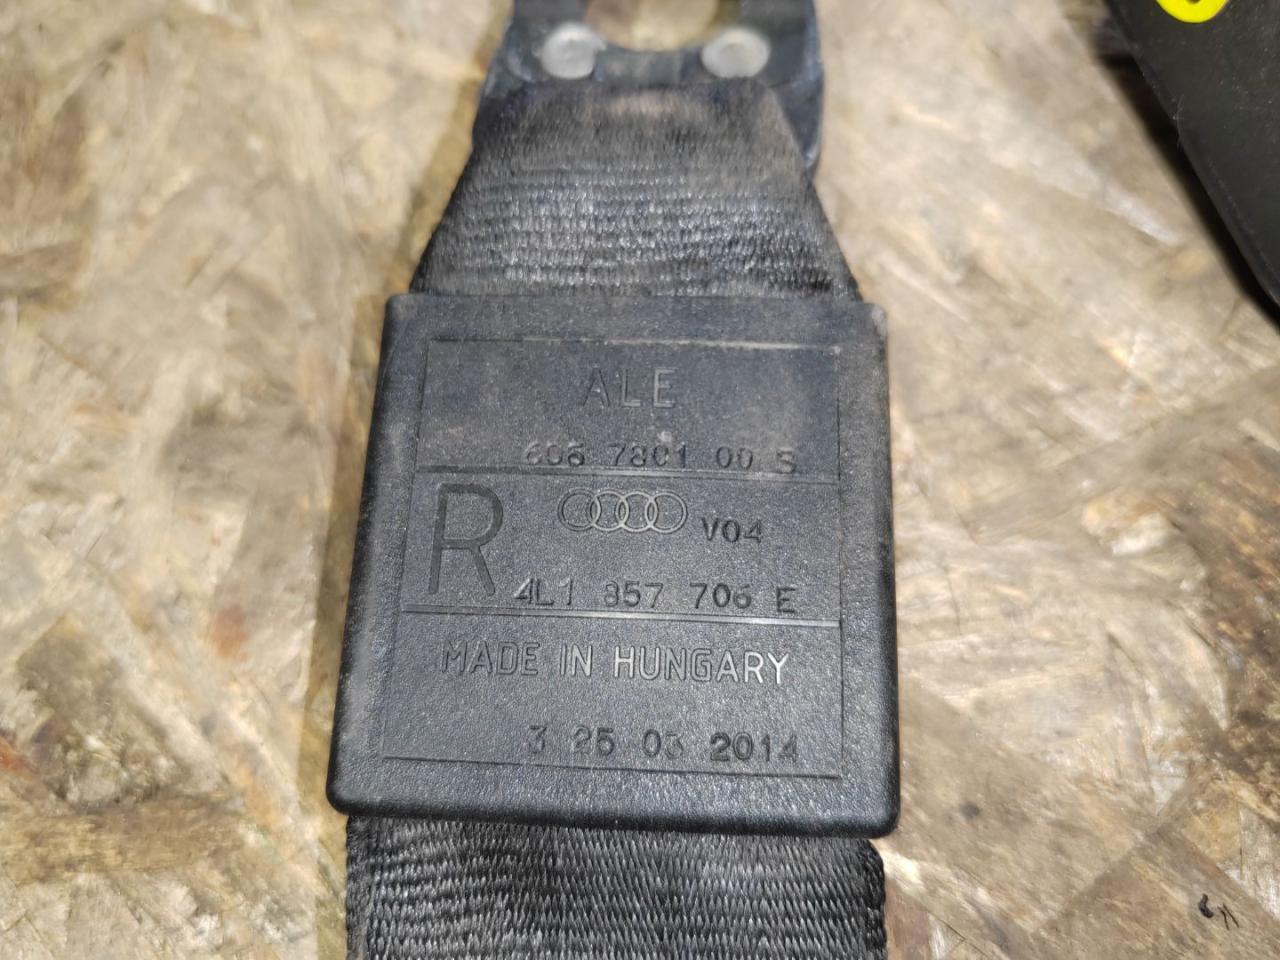 ALE
606 7801 00 S
R
V04
4L1 857 706 E
MADE IN HUNGARY
3 25 03 2014